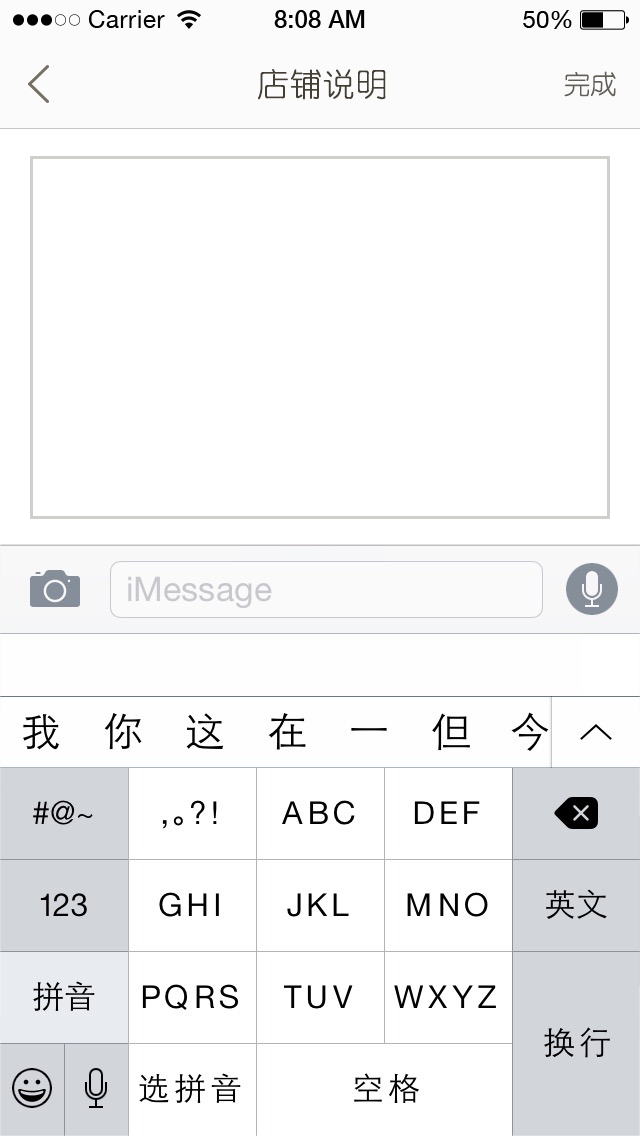 Carrier 8:08 AM 50%
店铺说明 完成
iMessage
我 你 这 在 一 但 今
#@~ ,。?! ABC DEF
123 GHI JKL MNO 英文
拼音 PQRS TUV WXYZ
换行
选拼音 空格